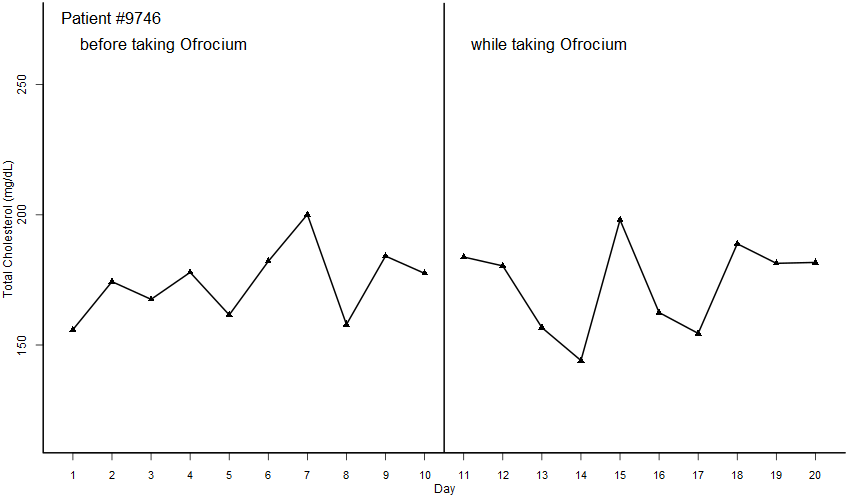 Patient #9746
before taking Ofrocium
while taking Ofrocium
Total Cholesterol (mg/dL)
250
200
150
1 2 3 4 5 6 7 8 9 10 11 12 13 14 15 16 17 18 19 20
Day